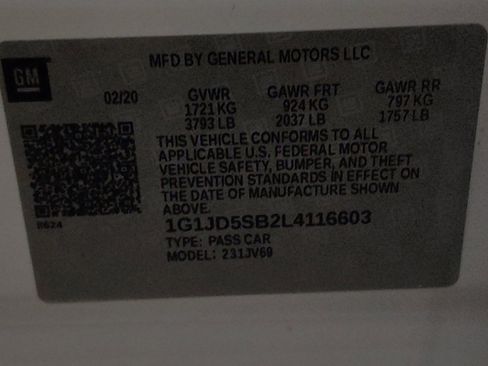 MFD BY GENERAL MOTORS LLC
GM
02/20
GVWR GAWR FRT GAWR RR
1721 KG 924 KG 797 KG
3793 LB 2037 LB 1757 LB
THIS VEHICLE CONFORMS TO ALL
APPLICABLE U.S. FEDERAL MOTOR
VEHICLE SAFETY, BUMPER, AND THEFT
PREVENTION STANDARDS IN EFFECT ON
THE DATE OF MANUFACTURE SHOWN
ABOVE.
1G1JD5SB2L4116603
TYPE: PASS CAR
MODEL: 231JV69